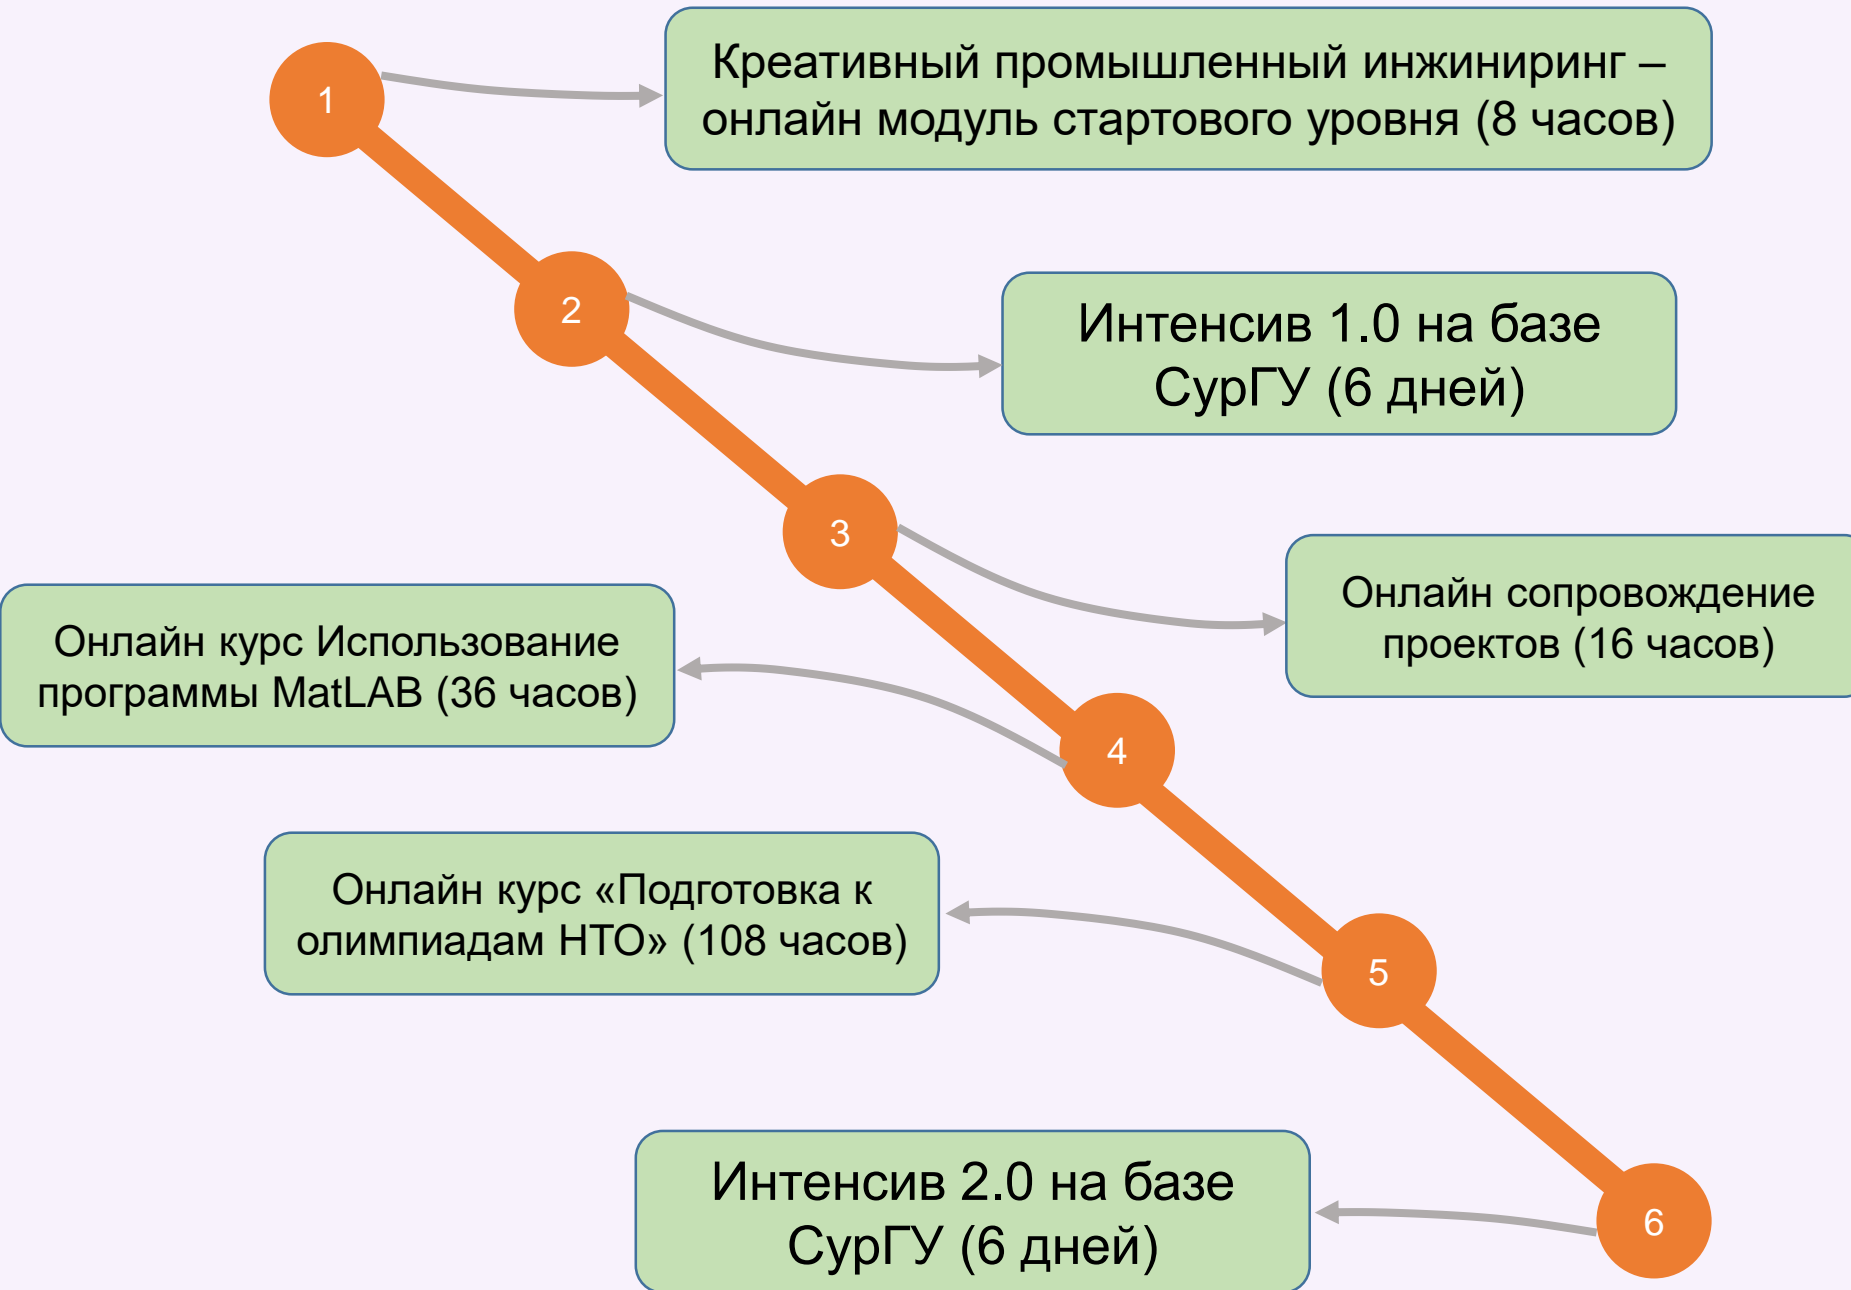 1
Креативный промышленный инжиниринг –
онлайн модуль стартового уровня (8 часов)
2
Интенсив 1.0 на базе
СурГУ (6 дней)
3
Онлайн сопровождение
проектов (16 часов)
Онлайн курс Использование
программы MatLAB (36 часов)
4
Онлайн курс «Подготовка к
олимпиадам НТО» (108 часов)
5
Интенсив 2.0 на базе
СурГУ (6 дней)
6